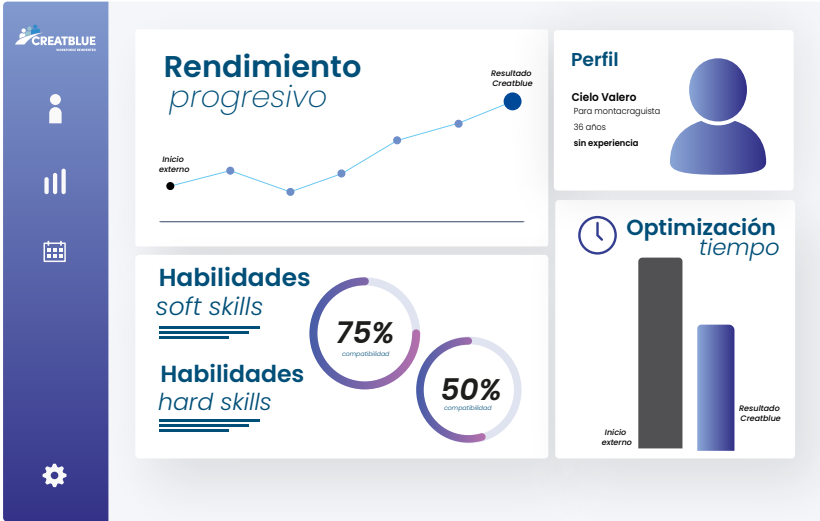 CREATBLUE
Rendimiento
progresivo
Resultado
Creatblue
Inicio
externo
Perfil
Cielo Valero
Para montacraguista
36 años
sin experiencia
Habilidades
soft skills
75%
compatibilidad
Habilidades
hard skills
50%
compatibilidad
Optimización
tiempo
Inicio
externo
Resultado
Creatblue